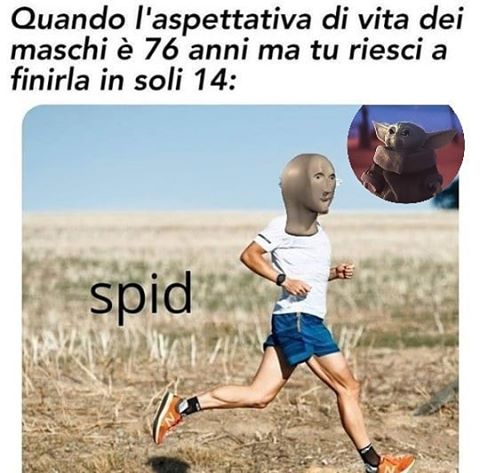 Quando l'aspettativa di vita dei
maschi è 76 anni ma tu riesci a
finirla in soli 14:
spid